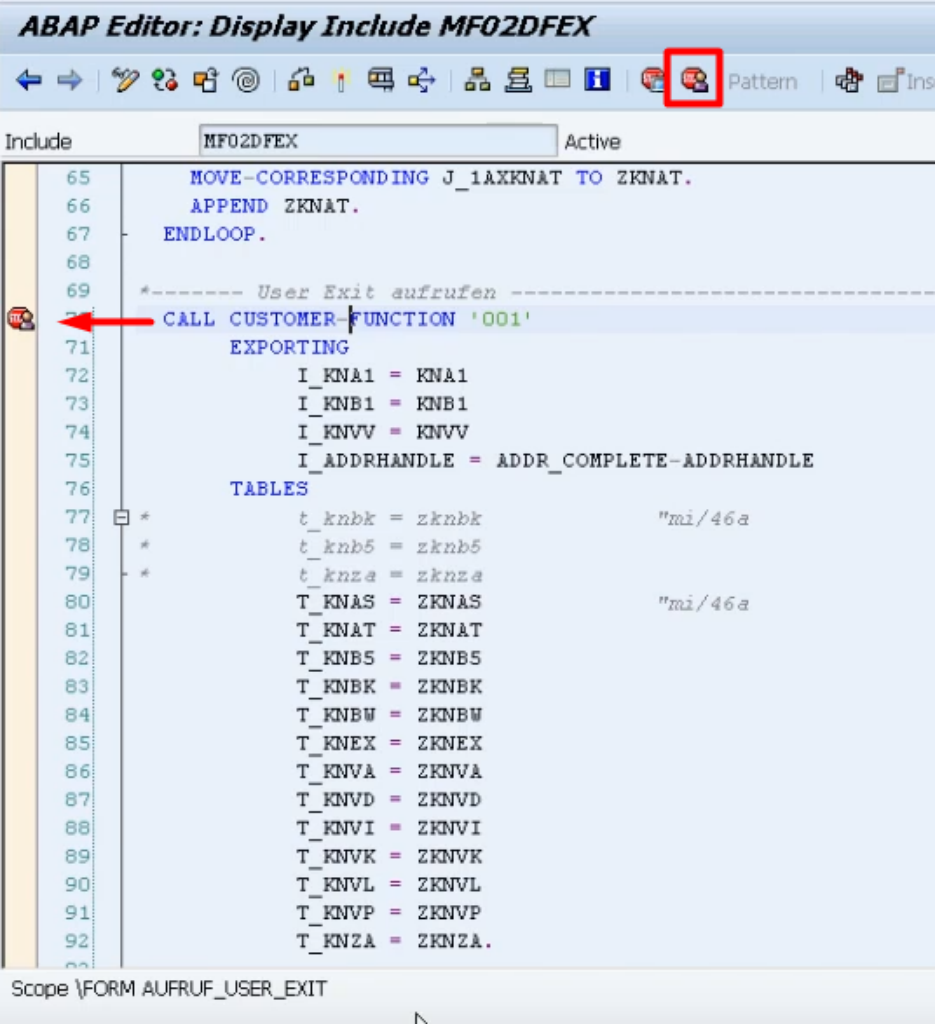 ABAP Editor: Display Include MF02DFEX
Pattern Ins
Include MF02DFEX Active
65 MOVE-CORRESPONDING J_1AXKNAT TO ZKNAT.
66 APPEND ZKNAT.
67 ENDLOOP.
68
69 *------- User Exit aufrufen --------------------------------
CALL CUSTOMER-FUNCTION '001'
71 EXPORTING
72 I_KNA1 = KNA1
73 I_KNB1 = KNB1
74 I_KNVV = KNVV
75 I_ADDRHANDLE = ADDR_COMPLETE-ADDRHANDLE
76 TABLES
77 * t_knbk = zknbk "mi/46a
78 * t_knb5 = zknb5
79 * t_knza = zknza
80 T_KNAS = ZKNAS "mi/46a
81 T_KNAT = ZKNAT
82 T_KNB5 = ZKNB5
83 T_KNBK = ZKNBK
84 T_KNBW = ZKNBW
85 T_KNEX = ZKNEX
86 T_KNVA = ZKNVA
87 T_KNVD = ZKNVD
88 T_KNVI = ZKNVI
89 T_KNVK = ZKNVK
90 T_KNVL = ZKNVL
91 T_KNVP = ZKNVP
92 T_KNZA = ZKNZA.
Scope \FORM AUFRUF_USER_EXIT